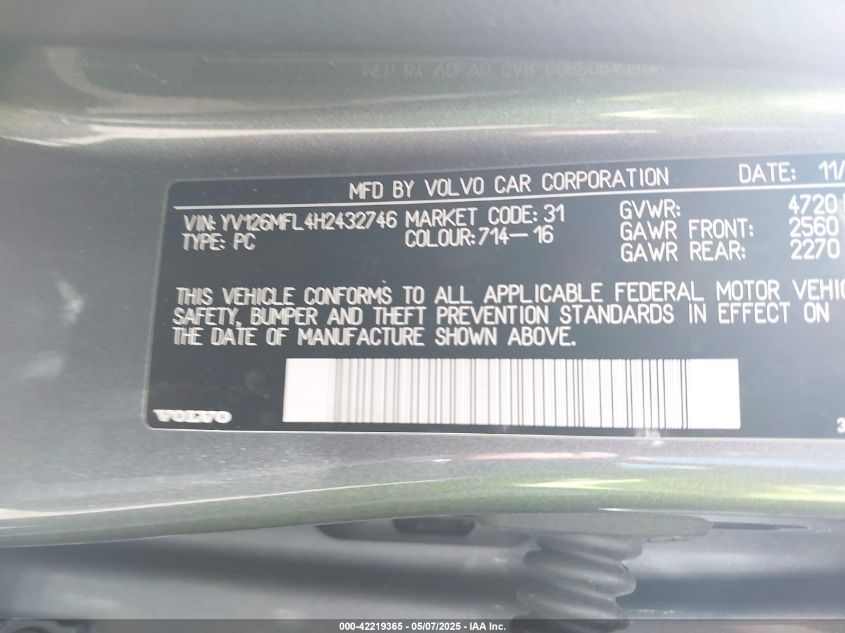 MFD BY VOLVO CAR CORPORATION DATE: 11/
VIN: YV126MFL4H2432746 MARKET CODE: 31 GVWR: 4720
TYPE: PC COLOUR: 714-16 GAWR FRONT: 2560
GAWR REAR: 2270
THIS VEHICLE CONFORMS TO ALL APPLICABLE FEDERAL MOTOR VEHIC
SAFETY, BUMPER AND THEFT PREVENTION STANDARDS IN EFFECT ON
THE DATE OF MANUFACTURE SHOWN ABOVE.
VOLVO
000-42219365 - 05/07/2025 - IAA Inc.